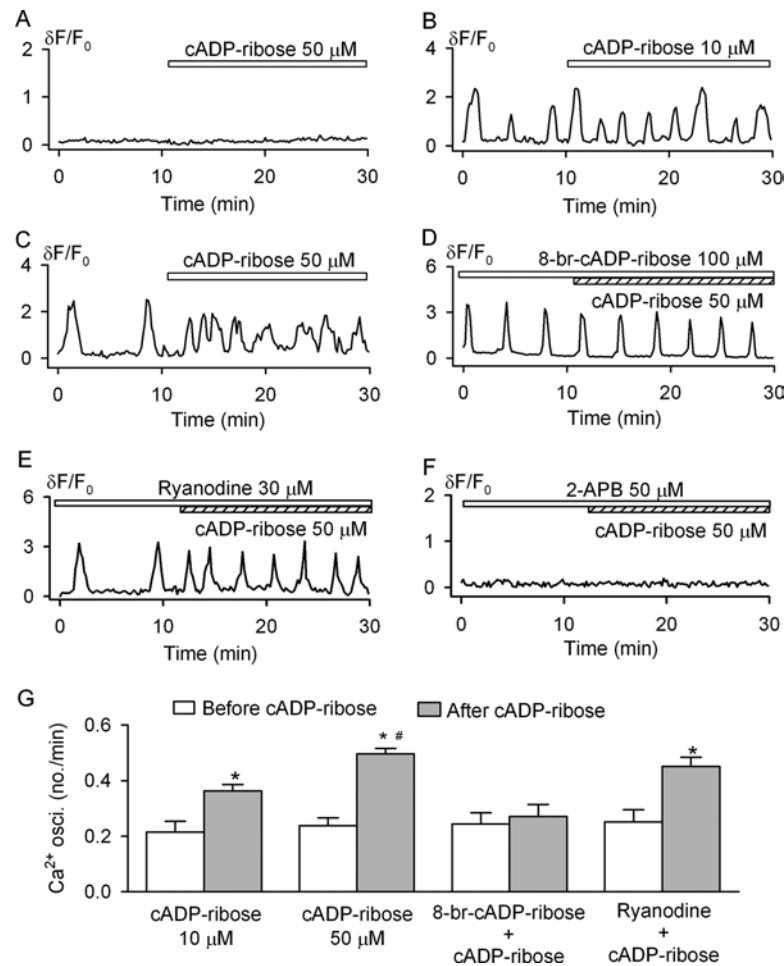 A
δF/F0
cADP-ribose 50 μM
2
1
0
0 10 20 30
Time (min)
B
δF/F0
cADP-ribose 10 μM
4
2
0
0 10 20 30
Time (min)
C
δF/F0
cADP-ribose 50 μM
4
2
0
0 10 20 30
Time (min)
D
δF/F0
8-br-cADP-ribose 100 μM
cADP-ribose 50 μM
6
3
0
0 10 20 30
Time (min)
E
δF/F0
Ryanodine 30 μM
cADP-ribose 50 μM
6
3
0
0 10 20 30
Time (min)
F
δF/F0
2-APB 50 μM
cADP-ribose 50 μM
2
1
0
0 10 20 30
Time (min)
G
Before cADP-ribose After cADP-ribose
Ca2+ osci. (no./min)
0.6
0.4
0.2
0.0
* * # *
cADP-ribose
10 μM
cADP-ribose
50 μM
8-br-cADP-ribose
+
cADP-ribose
Ryanodine
+
cADP-ribose